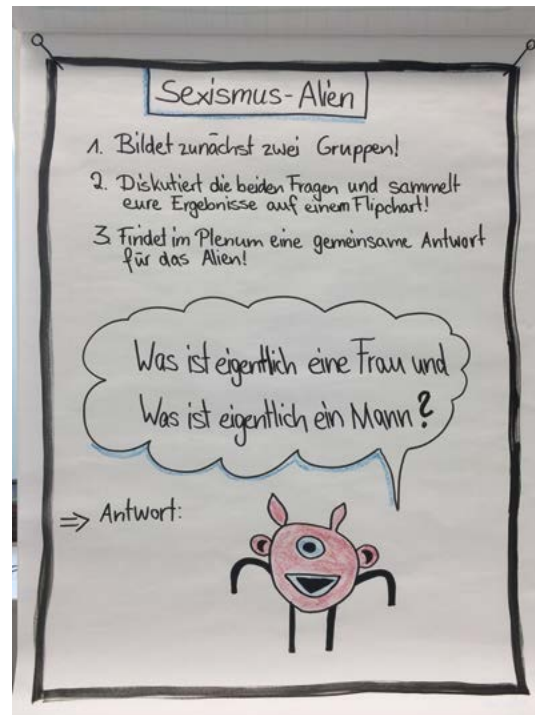 Sexismus-Alien
1. Bildet zunächst zwei Gruppen!
2. Diskutiert die beiden Fragen und sammelt
eure Ergebnisse auf einem Flipchart!
3. Findet im Plenum eine gemeinsame Antwort
für das Alien!
Was ist eigentlich eine Frau und
Was ist eigentlich ein Mann?
⇒ Antwort: